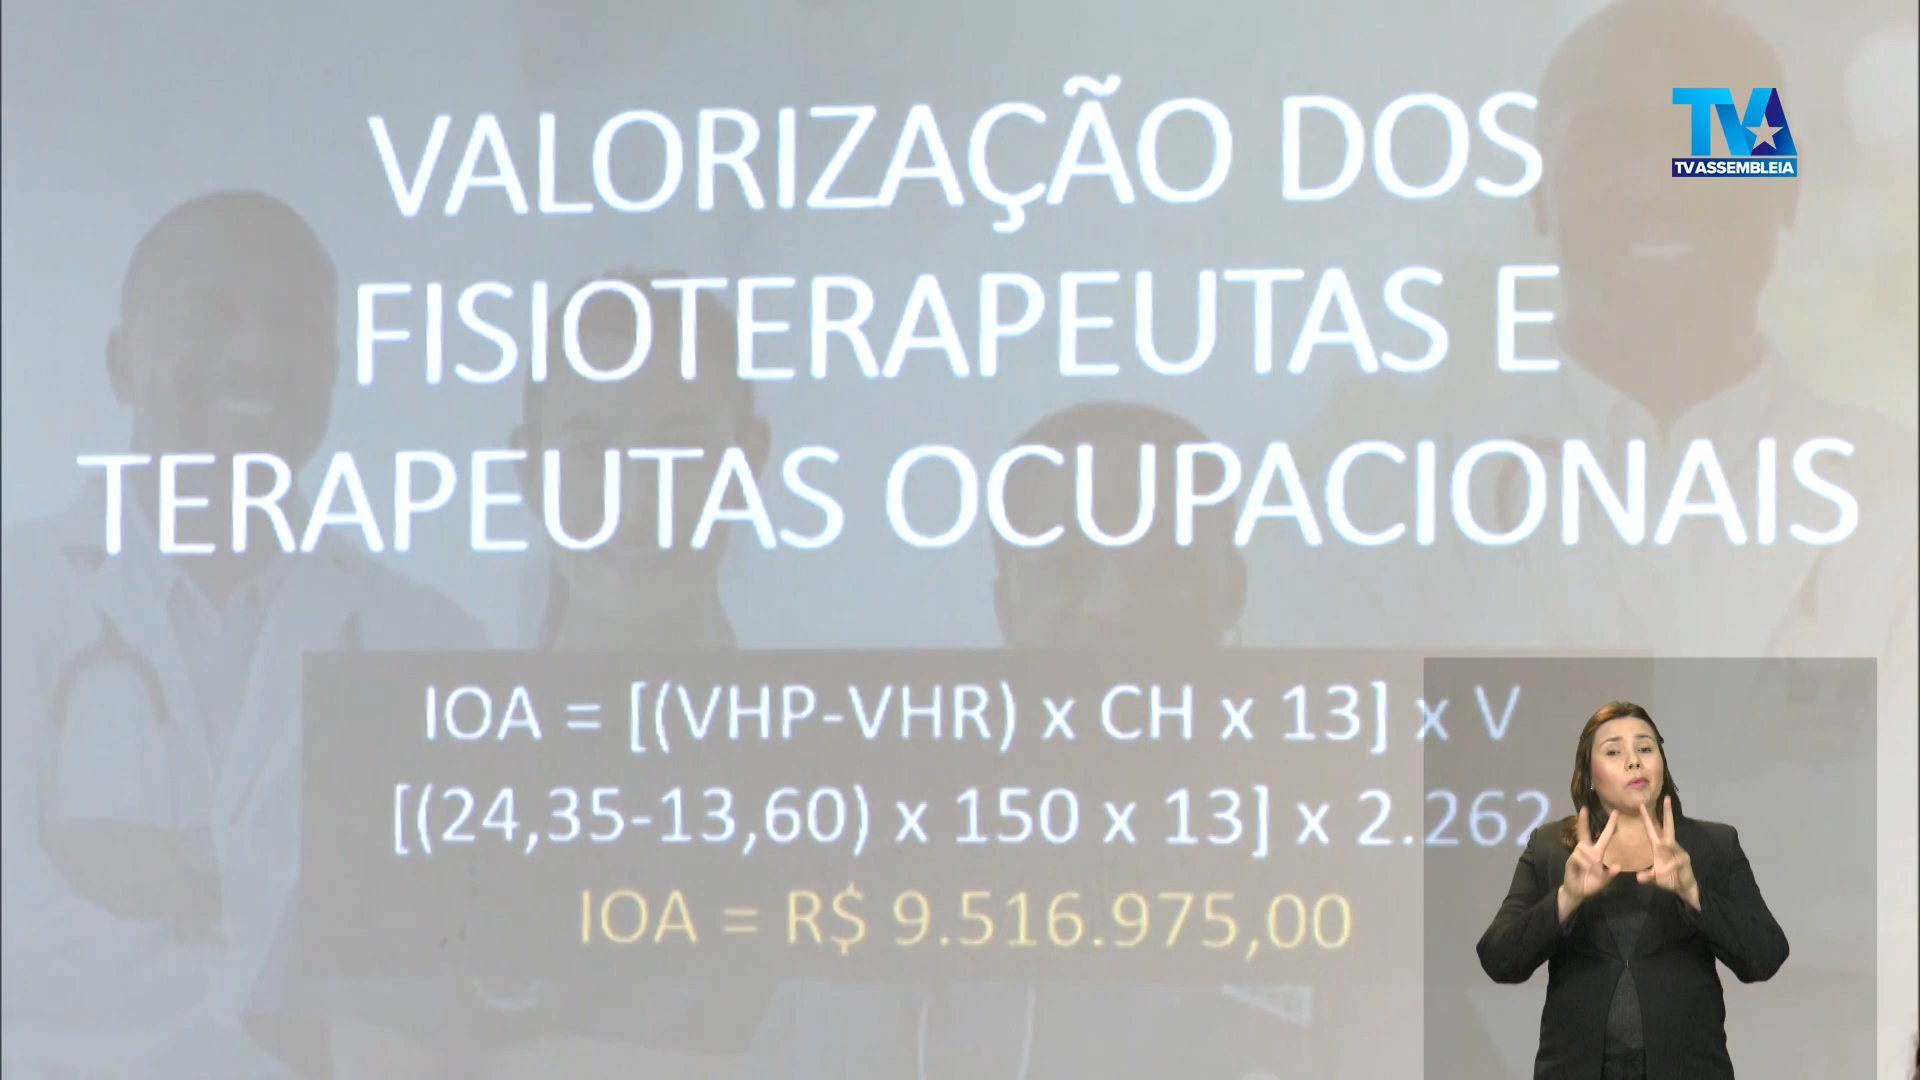 VALORIZAÇÃO DOS
FISIOTERAPEUTAS E
TERAPEUTAS OCUPACIONAIS
IOA = [(VHP-VHR) x CH x 13] x V
[(24,35-13,60) x 150 x 13] x 2.262
IOA = R$ 9.516.975,00
TVA
TV ASSEMBLEIA